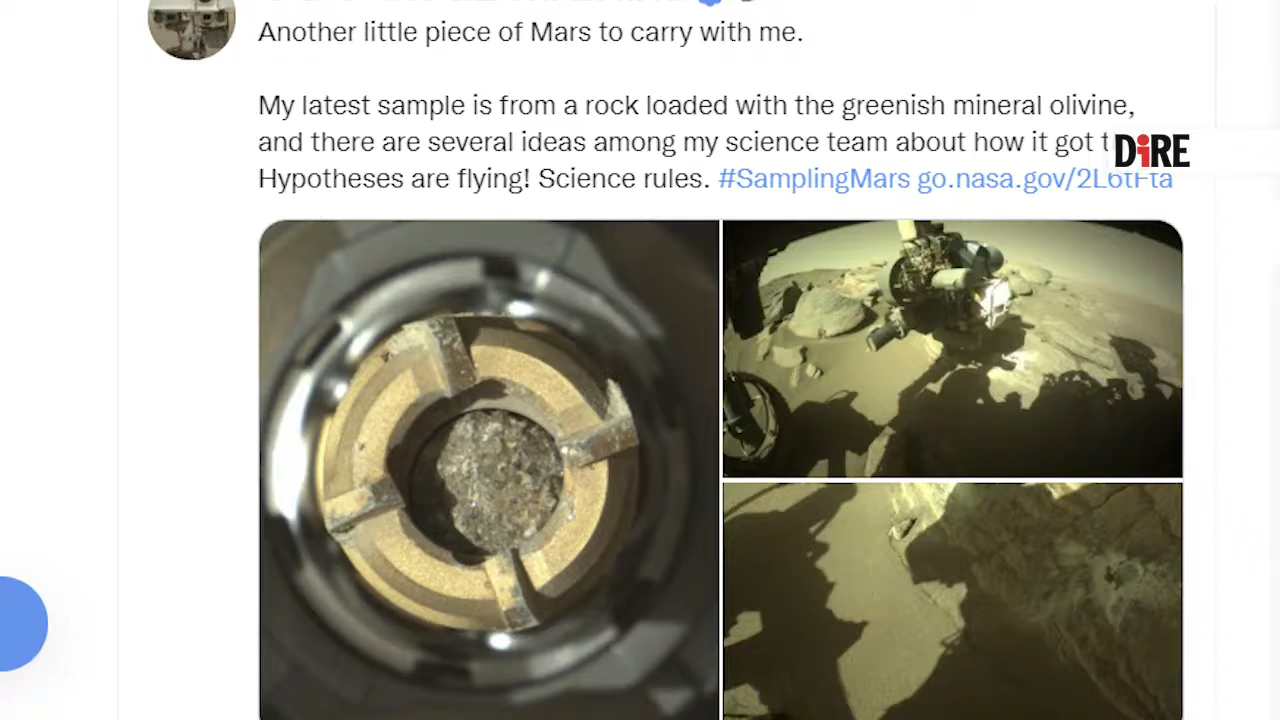 Another little piece of Mars to carry with me.
My latest sample is from a rock loaded with the greenish mineral olivine,
and there are several ideas among my science team about how it got
DiRE
Hypotheses are flying! Science rules. #SamplingMars go.nasa.gov/2L6tFta